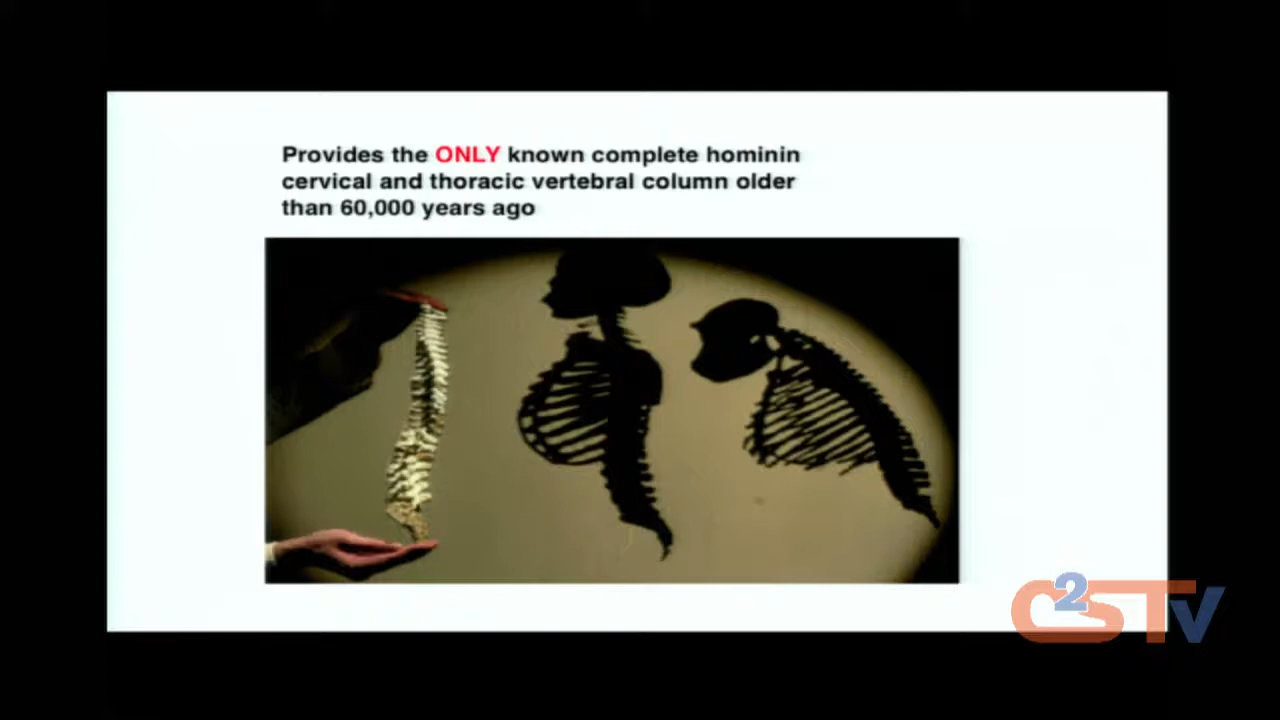 Provides the ONLY known complete hominin
cervical and thoracic vertebral column older
than 60,000 years ago
C2STV